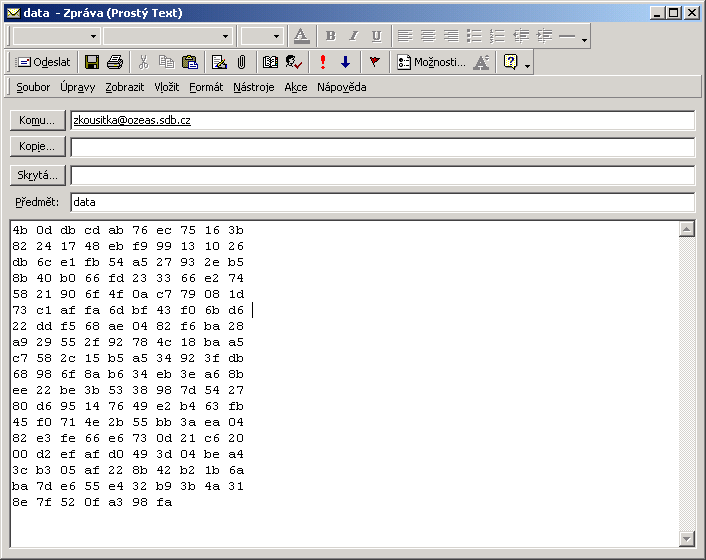 data - Zpráva (Prostý Text)
A B I U
Odeslat Možnosti...
Soubor Úpravy Zobrazit Vložit Formát Nástroje Akce Nápověda
Komu... zkousitka@ozeas.sdb.cz
Kopie...
Skrytá...
Předmět: data
4b 0d db cd ab 76 ec 75 16 3b
82 24 17 48 eb f9 99 13 10 26
db 6c e1 fb 54 a5 27 93 2e b5
8b 40 b0 66 fd 23 33 66 e2 74
58 21 90 6f 4f 0a c7 79 08 1d
73 c1 af fa 6d bf 43 f0 6b d6
22 dd f5 68 ae 04 82 f6 ba 28
a9 29 55 2f 92 78 4c 18 ba a5
c7 58 2c 15 b5 a5 34 92 3f db
68 98 6f 8a b6 34 eb 3e a6 8b
ee 22 be 3b 53 38 98 7d 54 27
80 d6 95 14 76 49 e2 b4 63 fb
45 f0 71 4e 2b 55 bb 3a ea 04
82 e3 fe 66 e6 73 0d 21 c6 20
00 d2 ef af d0 49 3d 04 be a4
3c b3 05 af 22 8b 42 b2 1b 6a
ba 7d e6 55 e4 32 b9 3b 4a 31
8e 7f 52 0f a3 98 fa